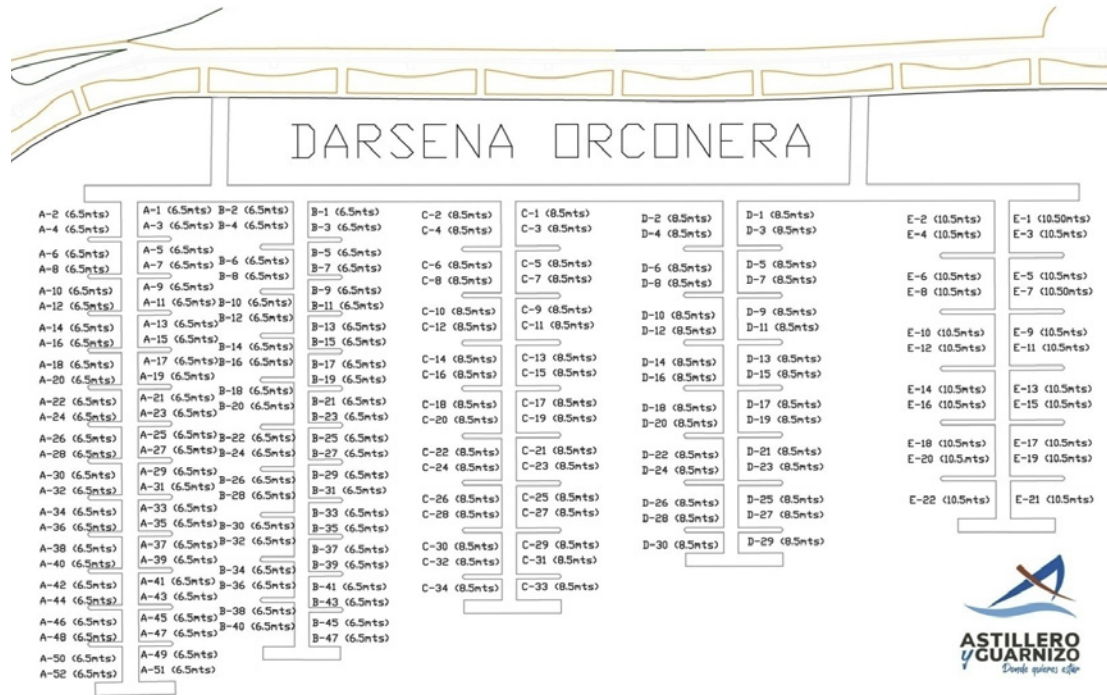 DARSENA ORCONERA
A-2 (6.5mts)
A-4 (6.5mts)
A-6 (6.5mts)
A-8 (6.5mts)
A-10 (6.5mts)
A-12 (6.5mts)
A-14 (6.5mts)
A-16 (6.5mts)
A-18 (6.5mts)
A-20 (6.5mts)
A-22 (6.5mts)
A-24 (6.5mts)
A-26 (6.5mts)
A-28 (6.5mts)
A-30 (6.5mts)
A-32 (6.5mts)
A-34 (6.5mts)
A-36 (6.5mts)
A-38 (6.5mts)
A-40 (6.5mts)
A-42 (6.5mts)
A-44 (6.5mts)
A-46 (6.5mts)
A-48 (6.5mts)
A-50 (6.5mts)
A-52 (6.5mts)
A-1 (6.5mts)
A-3 (6.5mts)
A-5 (6.5mts)
A-7 (6.5mts)
A-9 (6.5mts)
A-11 (6.5mts)
A-13 (6.5mts)
A-15 (6.5mts)
A-17 (6.5mts)
A-19 (6.5mts)
A-21 (6.5mts)
A-23 (6.5mts)
A-25 (6.5mts)
A-27 (6.5mts)
A-29 (6.5mts)
A-31 (6.5mts)
A-33 (6.5mts)
A-35 (6.5mts)
A-37 (6.5mts)
A-39 (6.5mts)
A-41 (6.5mts)
A-43 (6.5mts)
A-45 (6.5mts)
A-47 (6.5mts)
A-49 (6.5mts)
A-51 (6.5mts)
B-2 (6.5mts)
B-4 (6.5mts)
B-6 (6.5mts)
B-8 (6.5mts)
B-10 (6.5mts)
B-12 (6.5mts)
B-14 (6.5mts)
B-16 (6.5mts)
B-18 (6.5mts)
B-20 (6.5mts)
B-22 (6.5mts)
B-24 (6.5mts)
B-26 (6.5mts)
B-28 (6.5mts)
B-30 (6.5mts)
B-32 (6.5mts)
B-34 (6.5mts)
B-36 (6.5mts)
B-38 (6.5mts)
B-40 (6.5mts)
B-1 (6.5mts)
B-3 (6.5mts)
B-5 (6.5mts)
B-7 (6.5mts)
B-9 (6.5mts)
B-11 (6.5mts)
B-13 (6.5mts)
B-15 (6.5mts)
B-17 (6.5mts)
B-19 (6.5mts)
B-21 (6.5mts)
B-23 (6.5mts)
B-25 (6.5mts)
B-27 (6.5mts)
B-29 (6.5mts)
B-31 (6.5mts)
B-33 (6.5mts)
B-35 (6.5mts)
B-37 (6.5mts)
B-39 (6.5mts)
B-41 (6.5mts)
B-43 (6.5mts)
B-45 (6.5mts)
B-47 (6.5mts)
C-2 (8.5mts)
C-4 (8.5mts)
C-6 (8.5mts)
C-8 (8.5mts)
C-10 (8.5mts)
C-12 (8.5mts)
C-14 (8.5mts)
C-16 (8.5mts)
C-18 (8.5mts)
C-20 (8.5mts)
C-22 (8.5mts)
C-24 (8.5mts)
C-26 (8.5mts)
C-28 (8.5mts)
C-30 (8.5mts)
C-32 (8.5mts)
C-34 (8.5mts)
C-1 (8.5mts)
C-3 (8.5mts)
C-5 (8.5mts)
C-7 (8.5mts)
C-9 (8.5mts)
C-11 (8.5mts)
C-13 (8.5mts)
C-15 (8.5mts)
C-17 (8.5mts)
C-19 (8.5mts)
C-21 (8.5mts)
C-23 (8.5mts)
C-25 (8.5mts)
C-27 (8.5mts)
C-29 (8.5mts)
C-31 (8.5mts)
C-33 (8.5mts)
D-2 (8.5mts)
D-4 (8.5mts)
D-6 (8.5mts)
D-8 (8.5mts)
D-10 (8.5mts)
D-12 (8.5mts)
D-14 (8.5mts)
D-16 (8.5mts)
D-18 (8.5mts)
D-20 (8.5mts)
D-22 (8.5mts)
D-24 (8.5mts)
D-26 (8.5mts)
D-28 (8.5mts)
D-30 (8.5mts)
D-1 (8.5mts)
D-3 (8.5mts)
D-5 (8.5mts)
D-7 (8.5mts)
D-9 (8.5mts)
D-11 (8.5mts)
D-13 (8.5mts)
D-15 (8.5mts)
D-17 (8.5mts)
D-19 (8.5mts)
D-21 (8.5mts)
D-23 (8.5mts)
D-25 (8.5mts)
D-27 (8.5mts)
D-29 (8.5mts)
E-2 (10.5mts)
E-4 (10.5mts)
E-6 (10.5mts)
E-8 (10.5mts)
E-10 (10.5mts)
E-12 (10.5mts)
E-14 (10.5mts)
E-16 (10.5mts)
E-18 (10.5mts)
E-20 (10.5.mts)
E-22 (10.5mts)
E-1 (10.50mts)
E-3 (10.5mts)
E-5 (10.5mts)
E-7 (10.50mts)
E-9 (10.5mts)
E-11 (10.5mts)
E-13 (10.5mts)
E-15 (10.5mts)
E-17 (10.5mts)
E-19 (10.5mts)
E-21 (10.5mts)
ASTILLERO
y GUARNIZO
Donde quieres estar